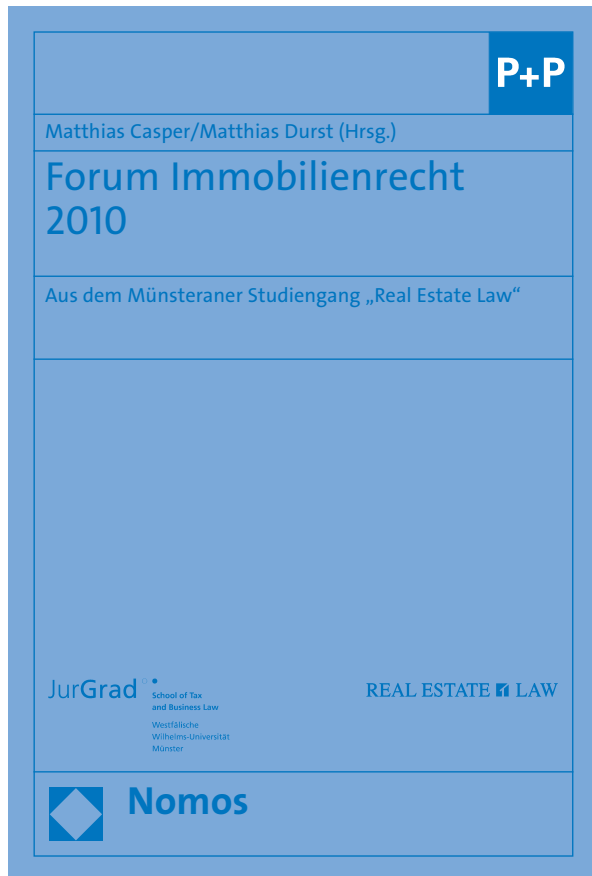 P+P
Matthias Casper/Matthias Durst (Hrsg.)
Forum Immobilienrecht
2010
Aus dem Münsteraner Studiengang „Real Estate Law“
JurGrad
School of Tax
and Business Law
Westfälische
Wilhelms-Universität
Münster
REAL ESTATE LAW
Nomos